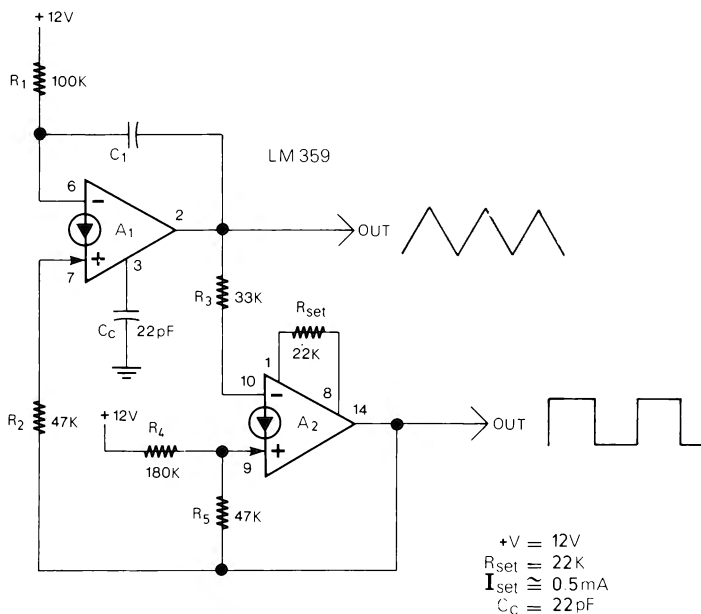 +12V
R1
100K
C1
LM 359
6
−
A1
2
OUT
+
7
3
CC
22pF
R3
33K
Rset
22K
1
8
10
−
A2
14
OUT
+
9
R2
47K
+12V
R4
180K
R5
47K
+V = 12V
Rset = 22K
Iset ≅ 0.5mA
CC = 22pF